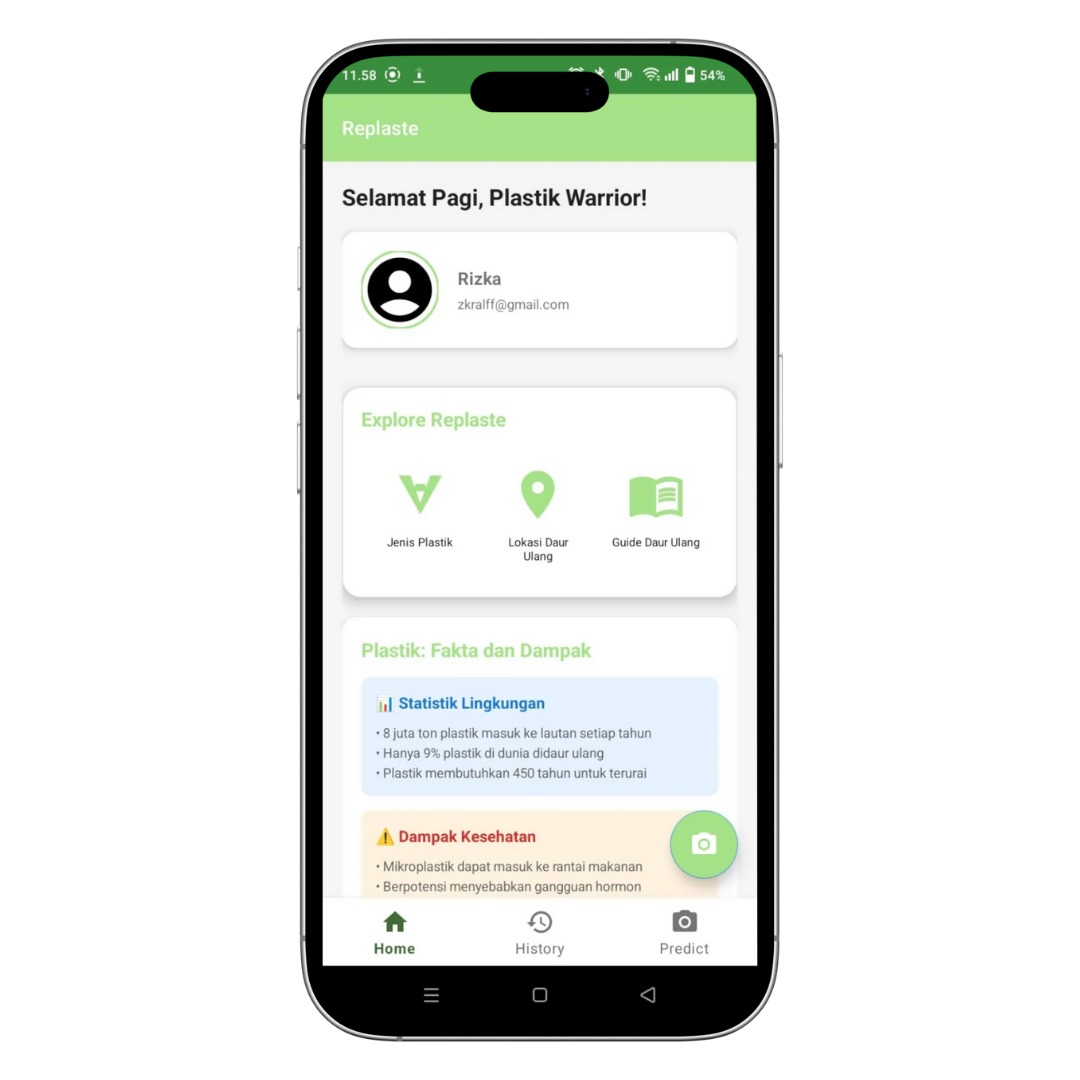 11.58 54%
Replaste
Selamat Pagi, Plastik Warrior!
Rizka
zkralff@gmail.com
Explore Replaste
Jenis Plastik
Lokasi Daur
Ulang
Guide Daur Ulang
Plastik: Fakta dan Dampak
📊 Statistik Lingkungan
• 8 juta ton plastik masuk ke lautan setiap tahun
• Hanya 9% plastik di dunia didaur ulang
• Plastik membutuhkan 450 tahun untuk terurai
⚠️ Dampak Kesehatan
• Mikroplastik dapat masuk ke rantai makanan
• Berpotensi menyebabkan gangguan hormon
Home History Predict